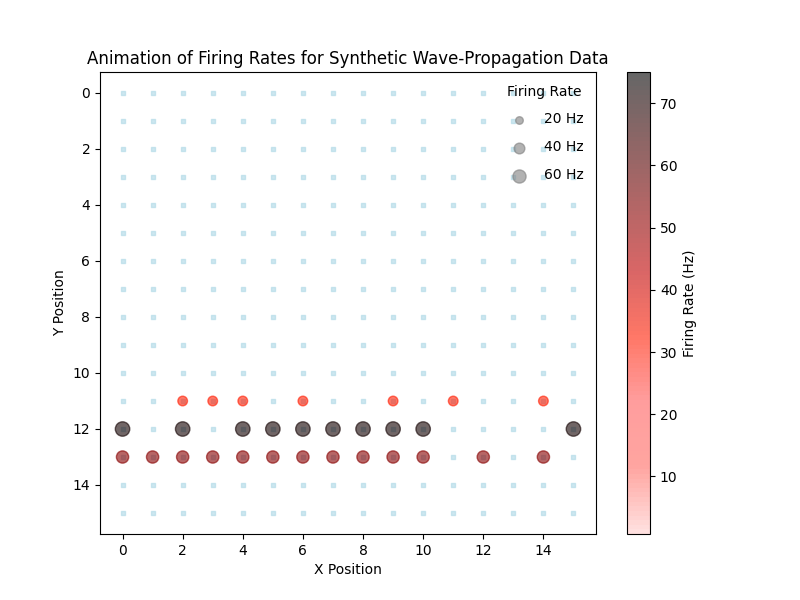 Animation of Firing Rates for Synthetic Wave-Propagation Data
Firing Rate
20 Hz
40 Hz
60 Hz
0
2
4
6
8
10
12
14
Y Position
0 2 4 6 8 10 12 14
X Position
70
60
50
40
30
20
10
Firing Rate (Hz)